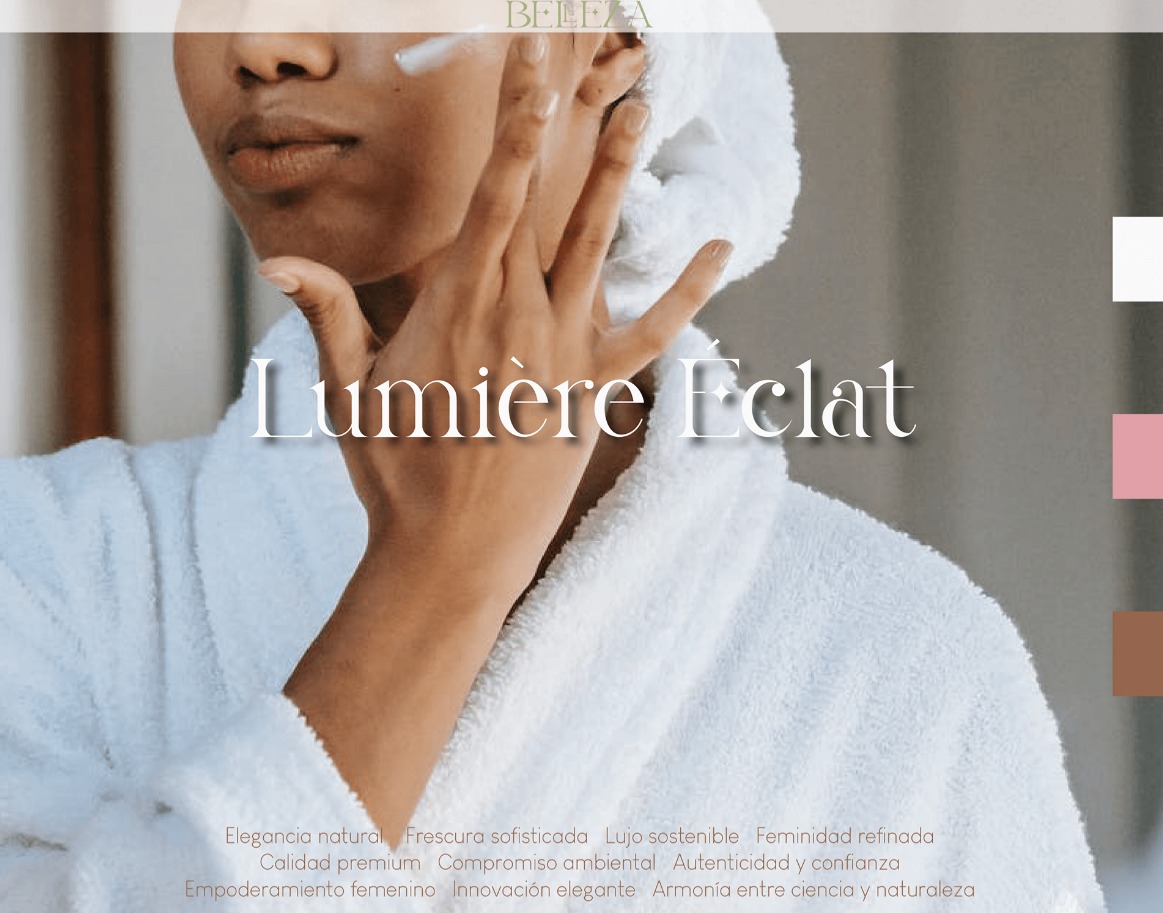 BELLEZA
Lumière Éclat
Elegancia natural Frescura sofisticada Lujo sostenible Feminidad refinada
Calidad premium Compromiso ambiental Autenticidad y confianza
Empoderamiento femenino Innovación elegante Armonía entre ciencia y naturaleza